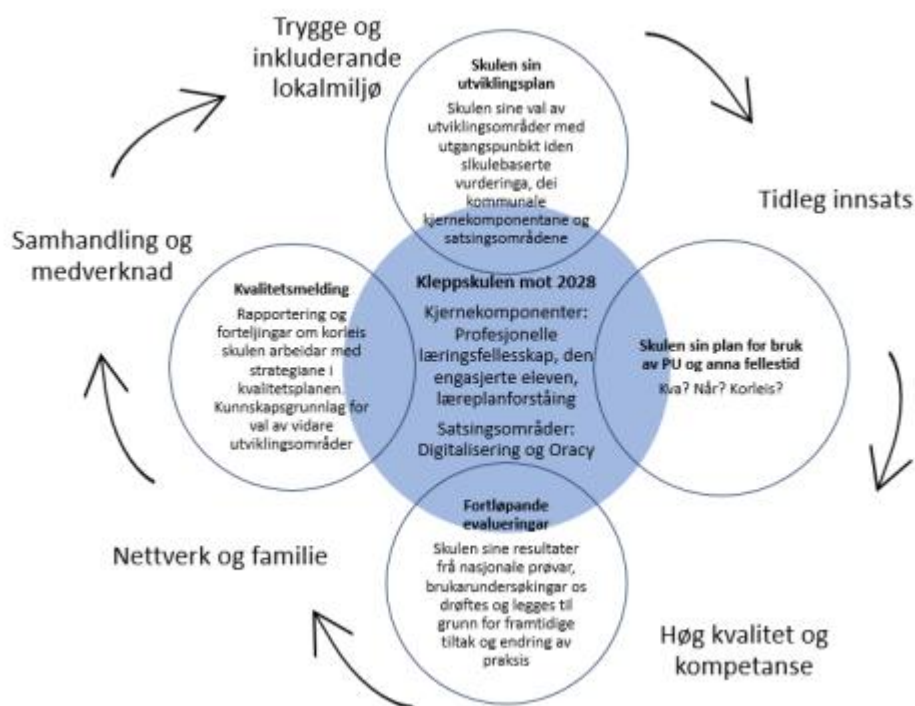 Trygge og
inkluderande
lokalmiljø
Skulen sin
utviklingsplan
Skulen sine val av
utviklingsområder med
utgangspunbkt iden
slkulebaserte
vurderinga, dei
kommunale
kjernekomponentane og
satsingsområdene
Tidleg innsats
Samhandling og
medverknad
Kvalitetsmelding
Rapportering og
forteljingar om korleis
skulen arbeidar med
strategiane i
kvalitetsplanen.
Kunnskapsgrunnlag for
val av vidare
utviklingsområder
Kleppskulen mot 2028
Kjernekomponenter:
Profesjonelle
læringsfellesskap, den
engasjerte eleven,
læreplanforståing
Satsingsområder:
Digitalisering og Oracy
Skulen sin plan for bruk
av PU og anna fellestid
Kva? Når? Korleis?
Fortløpande
evalueringar
Skulen sine resultater
frå nasjonale prøvar,
brukarundersøkingar os
drøftes og legges til
grunn for framtidige
tiltak og endring av
praksis
Nettverk og familie
Høg kvalitet og
kompetanse